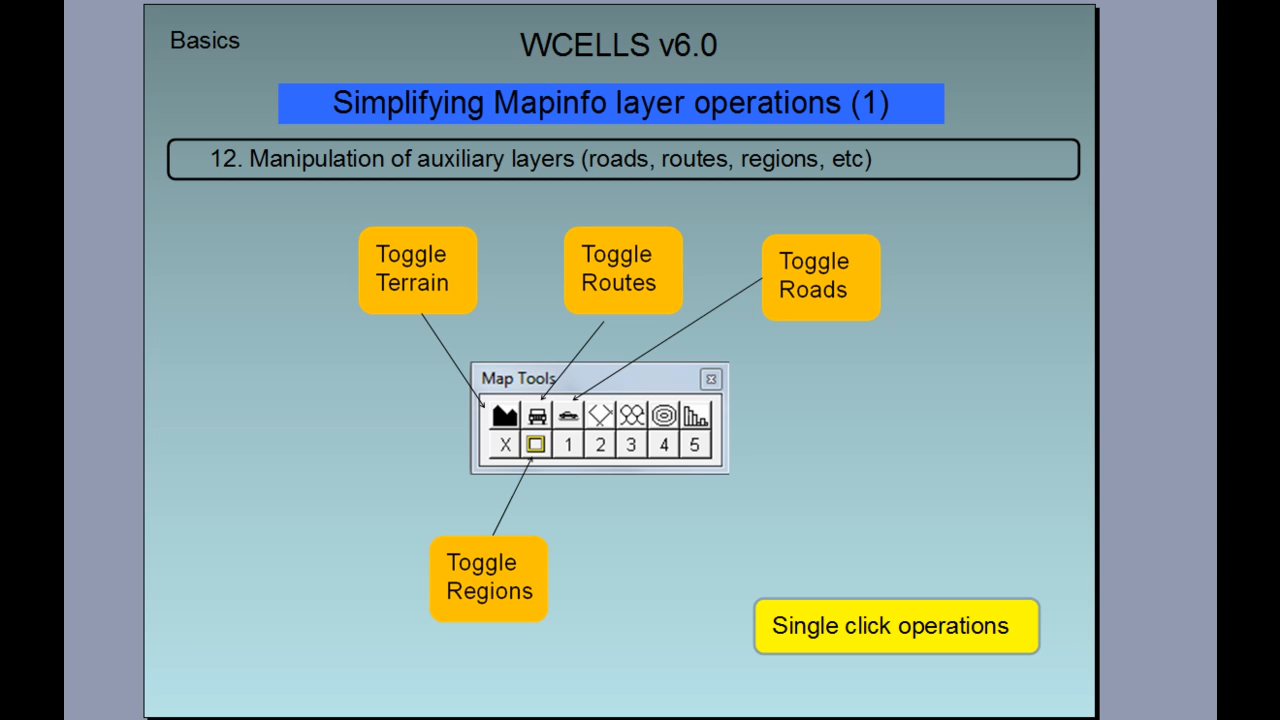 Basics
WCELLS v6.0
Simplifying Mapinfo layer operations (1)
12. Manipulation of auxiliary layers (roads, routes, regions, etc)
Toggle
Terrain
Toggle
Routes
Toggle
Roads
Map Tools
X 1 2 3 4 5
Toggle
Regions
Single click operations